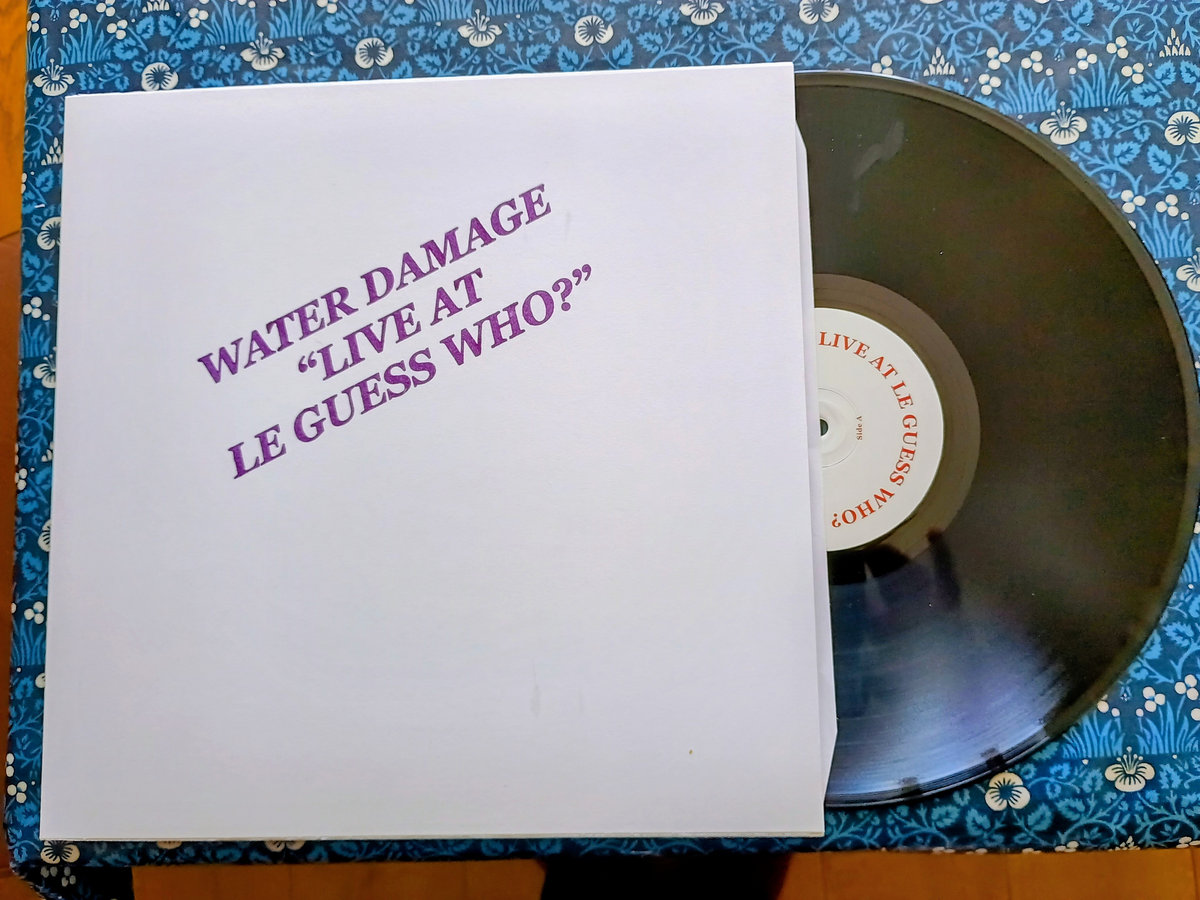 WATER DAMAGE
“LIVE AT
LE GUESS WHO?”
LIVE AT LE GUESS WHO?
Side A